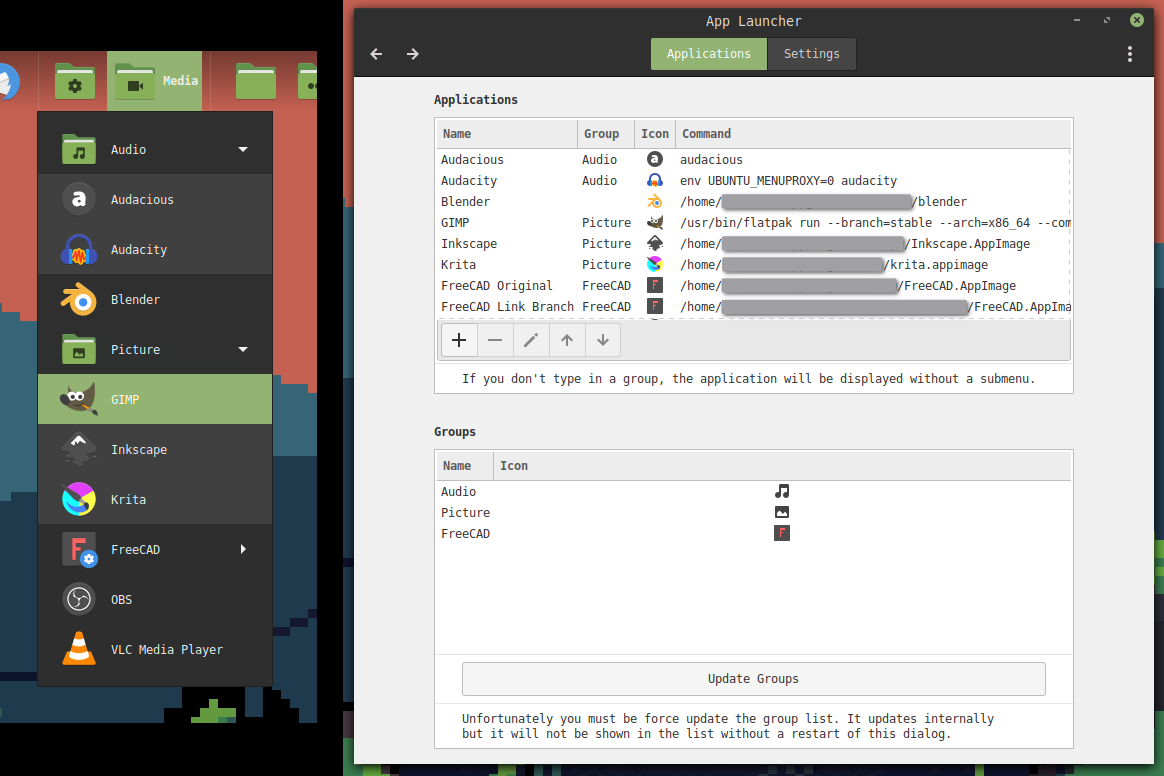 Media
Audio
Audacious
Audacity
Blender
Picture
GIMP
Inkscape
Krita
FreeCAD
OBS
VLC Media Player
App Launcher
Applications Settings
Applications
Name Group Icon Command
Audacious Audio audacious
Audacity Audio env UBUNTU_MENUPROXY=0 audacity
Blender /home/ /blender
GIMP Picture /usr/bin/flatpak run --branch=stable --arch=x86_64 --com
Inkscape Picture /home/ /Inkscape.AppImage
Krita Picture /home/ /krita.appimage
FreeCAD Original FreeCAD /home/ /FreeCAD.AppImage
FreeCAD Link Branch FreeCAD /home/ /FreeCAD.AppIma
If you don't type in a group, the application will be displayed without a submenu.
Groups
Name Icon
Audio
Picture
FreeCAD
Update Groups
Unfortunately you must be force update the group list. It updates internally
but it will not be shown in the list without a restart of this dialog.